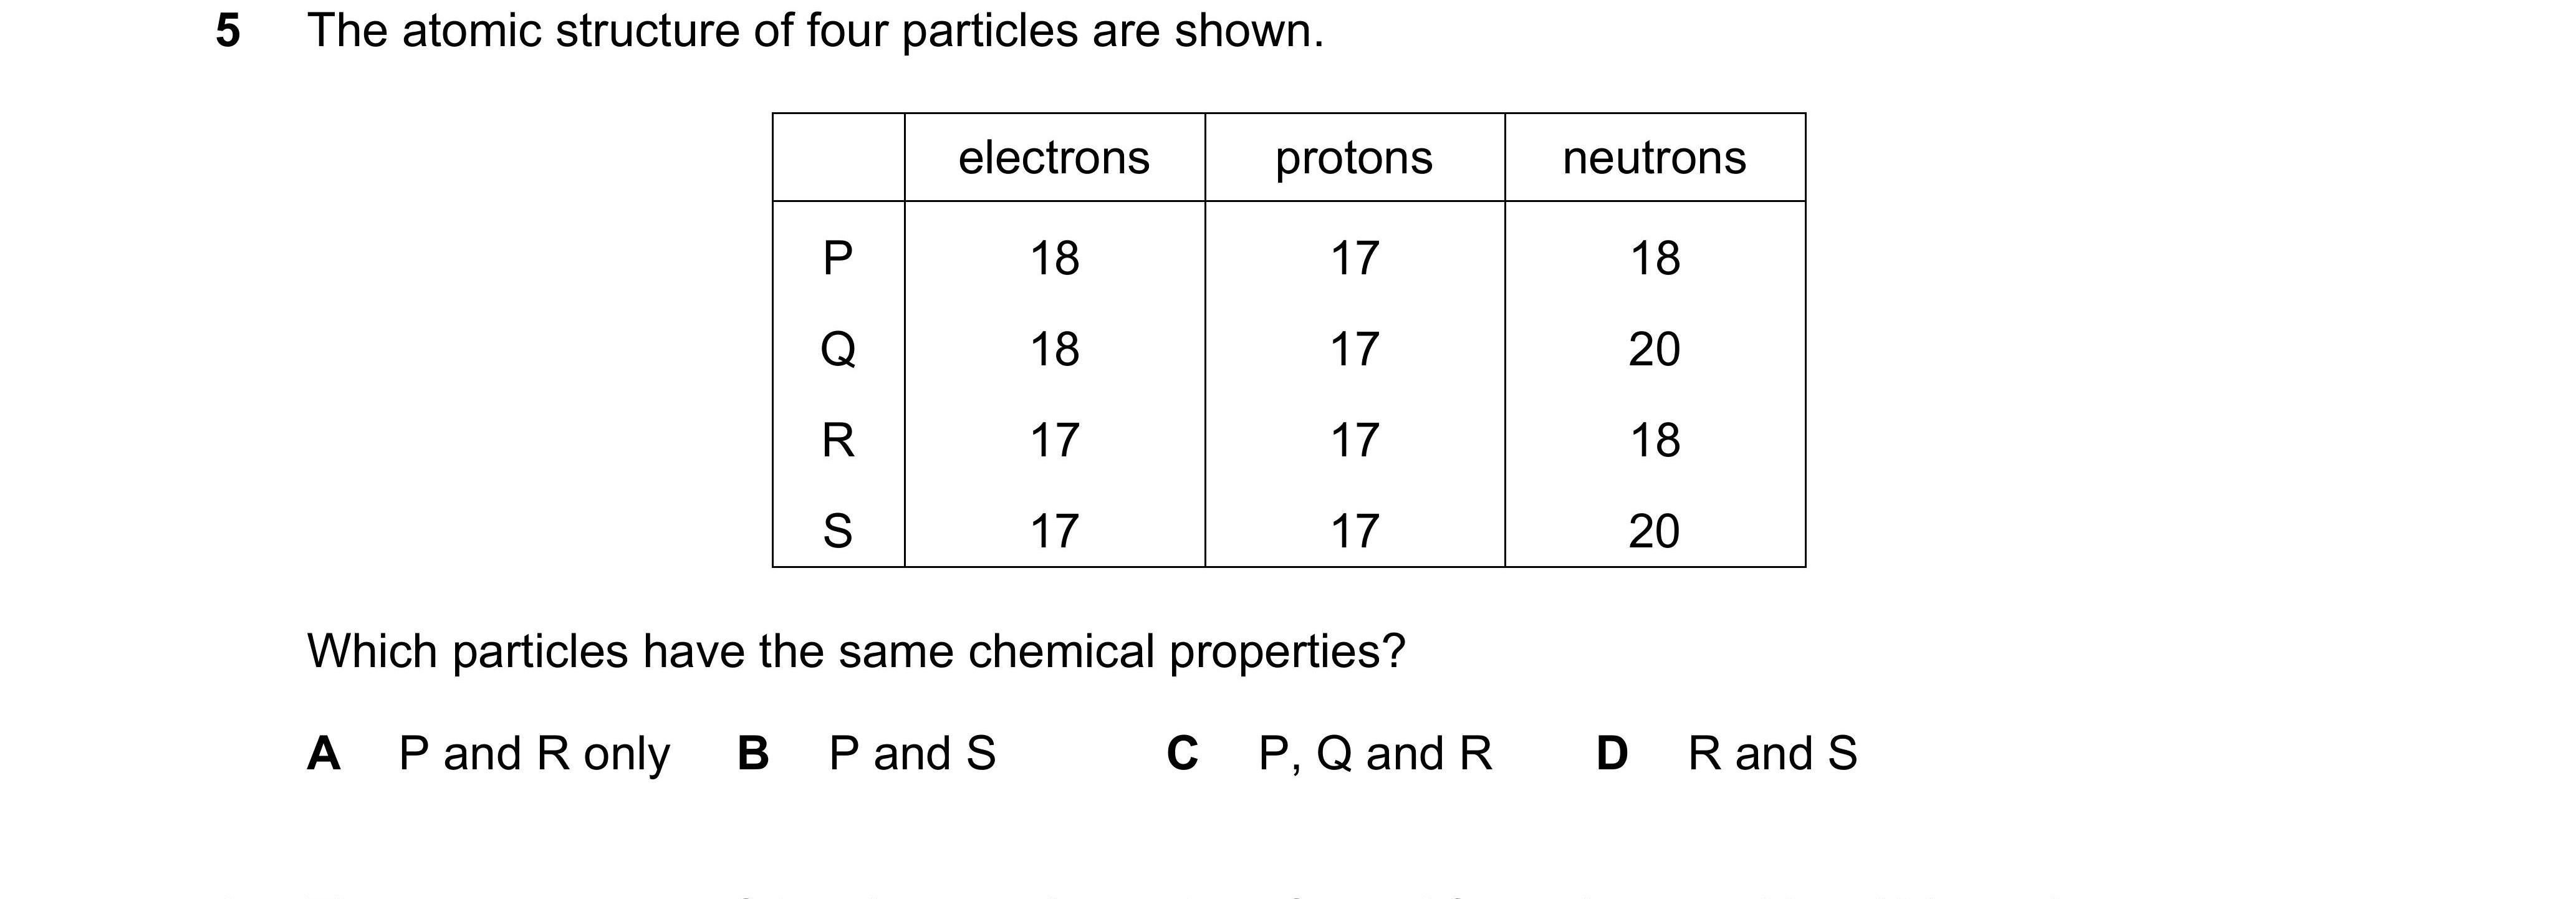 5 The atomic structure of four particles are shown.
electrons protons neutrons
P 18 17 18
Q 18 17 20
R 17 17 18
S 17 17 20
Which particles have the same chemical properties?
A P and R only B P and S C P, Q and R D R and S